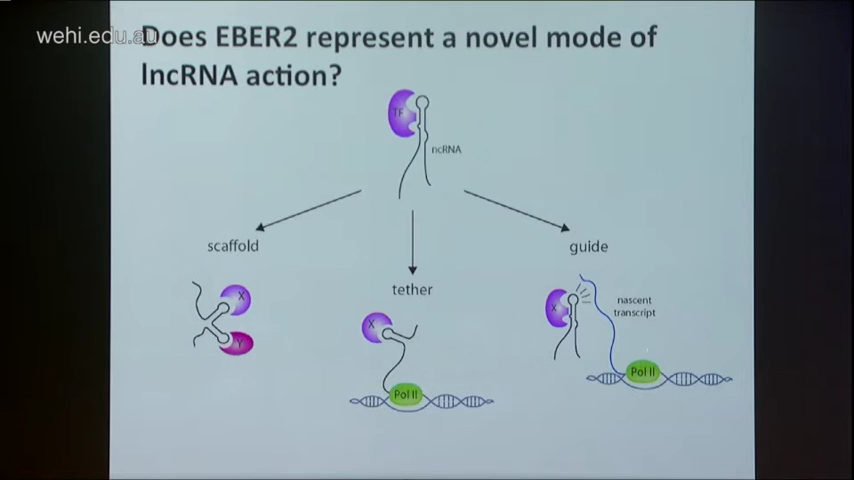 wehi.edu.au
Does EBER2 represent a novel mode of
lncRNA action?
TF
ncRNA
scaffold
guide
tether
X
Y
X
Pol II
X
nascent
transcript
Pol II